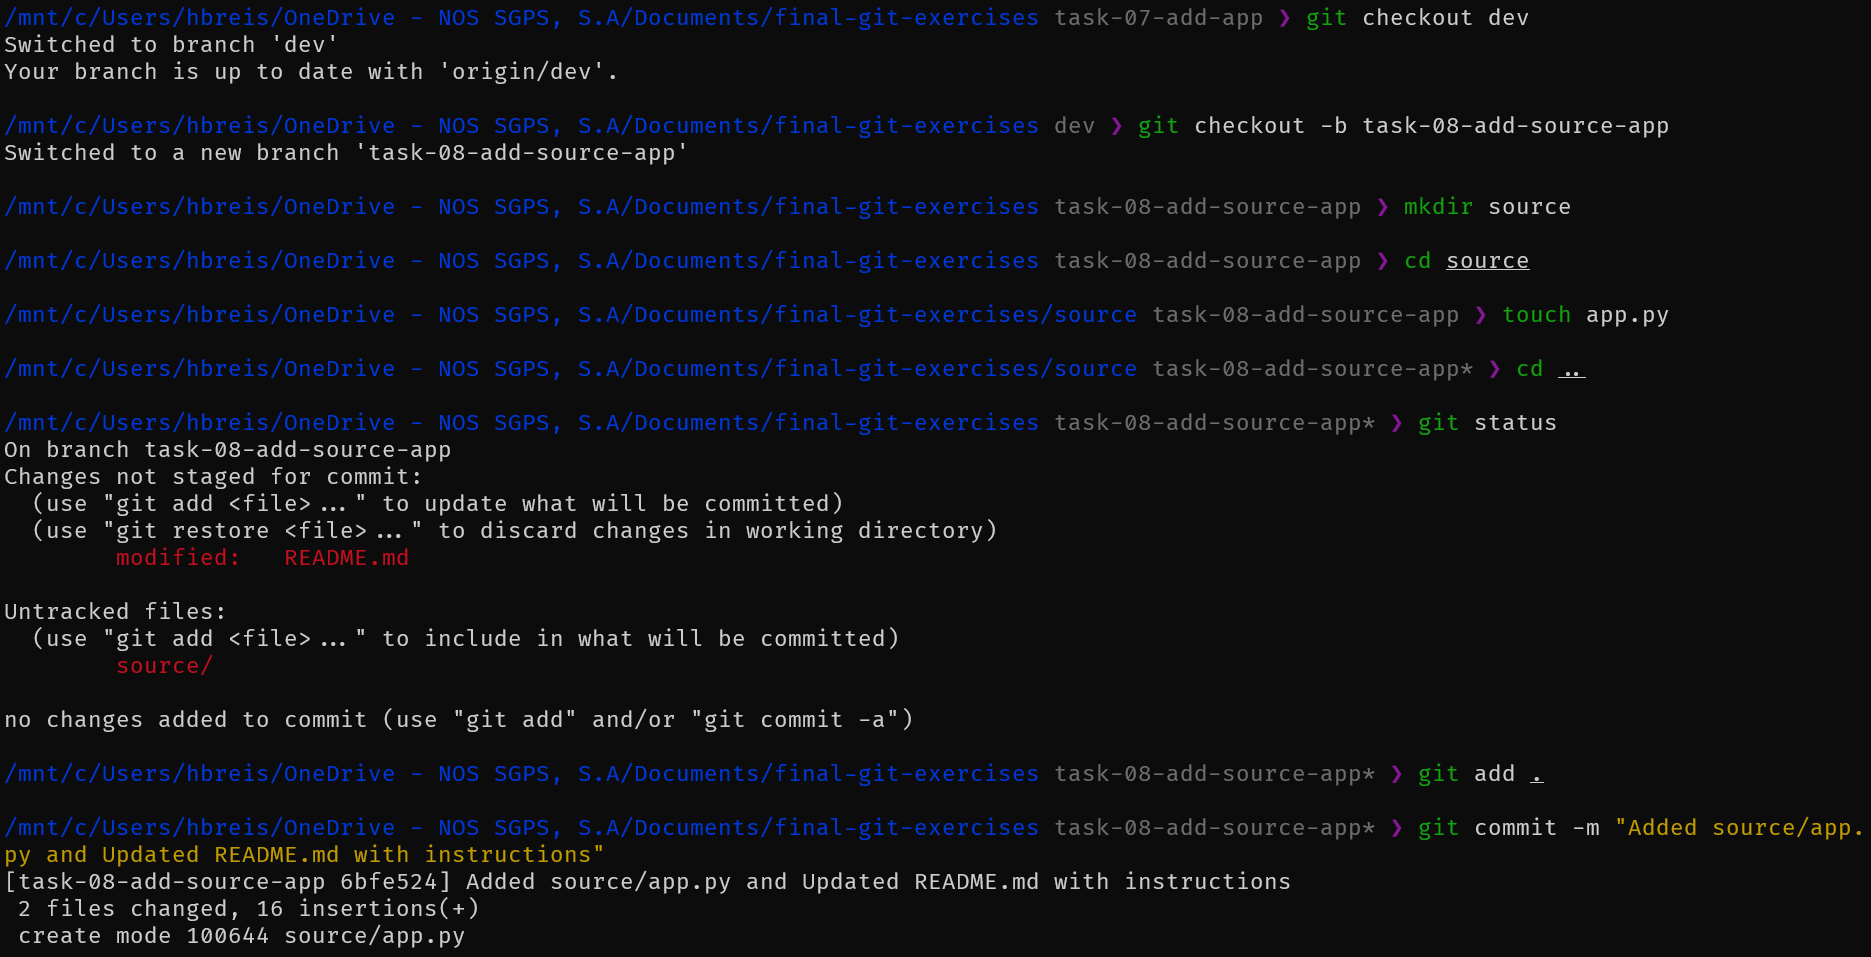 /mnt/c/Users/hbreis/OneDrive - NOS SGPS, S.A/Documents/final-git-exercises task-07-add-app ❯ git checkout dev
Switched to branch 'dev'
Your branch is up to date with 'origin/dev'.
/mnt/c/Users/hbreis/OneDrive - NOS SGPS, S.A/Documents/final-git-exercises dev ❯ git checkout -b task-08-add-source-app
Switched to a new branch 'task-08-add-source-app'
/mnt/c/Users/hbreis/OneDrive - NOS SGPS, S.A/Documents/final-git-exercises task-08-add-source-app ❯ mkdir source
/mnt/c/Users/hbreis/OneDrive - NOS SGPS, S.A/Documents/final-git-exercises task-08-add-source-app ❯ cd source
/mnt/c/Users/hbreis/OneDrive - NOS SGPS, S.A/Documents/final-git-exercises/source task-08-add-source-app ❯ touch app.py
/mnt/c/Users/hbreis/OneDrive - NOS SGPS, S.A/Documents/final-git-exercises/source task-08-add-source-app* ❯ cd ..
/mnt/c/Users/hbreis/OneDrive - NOS SGPS, S.A/Documents/final-git-exercises task-08-add-source-app* ❯ git status
On branch task-08-add-source-app
Changes not staged for commit:
  (use "git add <file>..." to update what will be committed)
  (use "git restore <file>..." to discard changes in working directory)
        modified:   README.md
Untracked files:
  (use "git add <file>..." to include in what will be committed)
        source/
no changes added to commit (use "git add" and/or "git commit -a")
/mnt/c/Users/hbreis/OneDrive - NOS SGPS, S.A/Documents/final-git-exercises task-08-add-source-app* ❯ git add .
/mnt/c/Users/hbreis/OneDrive - NOS SGPS, S.A/Documents/final-git-exercises task-08-add-source-app* ❯ git commit -m "Added source/app.
py and Updated README.md with instructions"
[task-08-add-source-app 6bfe524] Added source/app.py and Updated README.md with instructions
 2 files changed, 16 insertions(+)
 create mode 100644 source/app.py